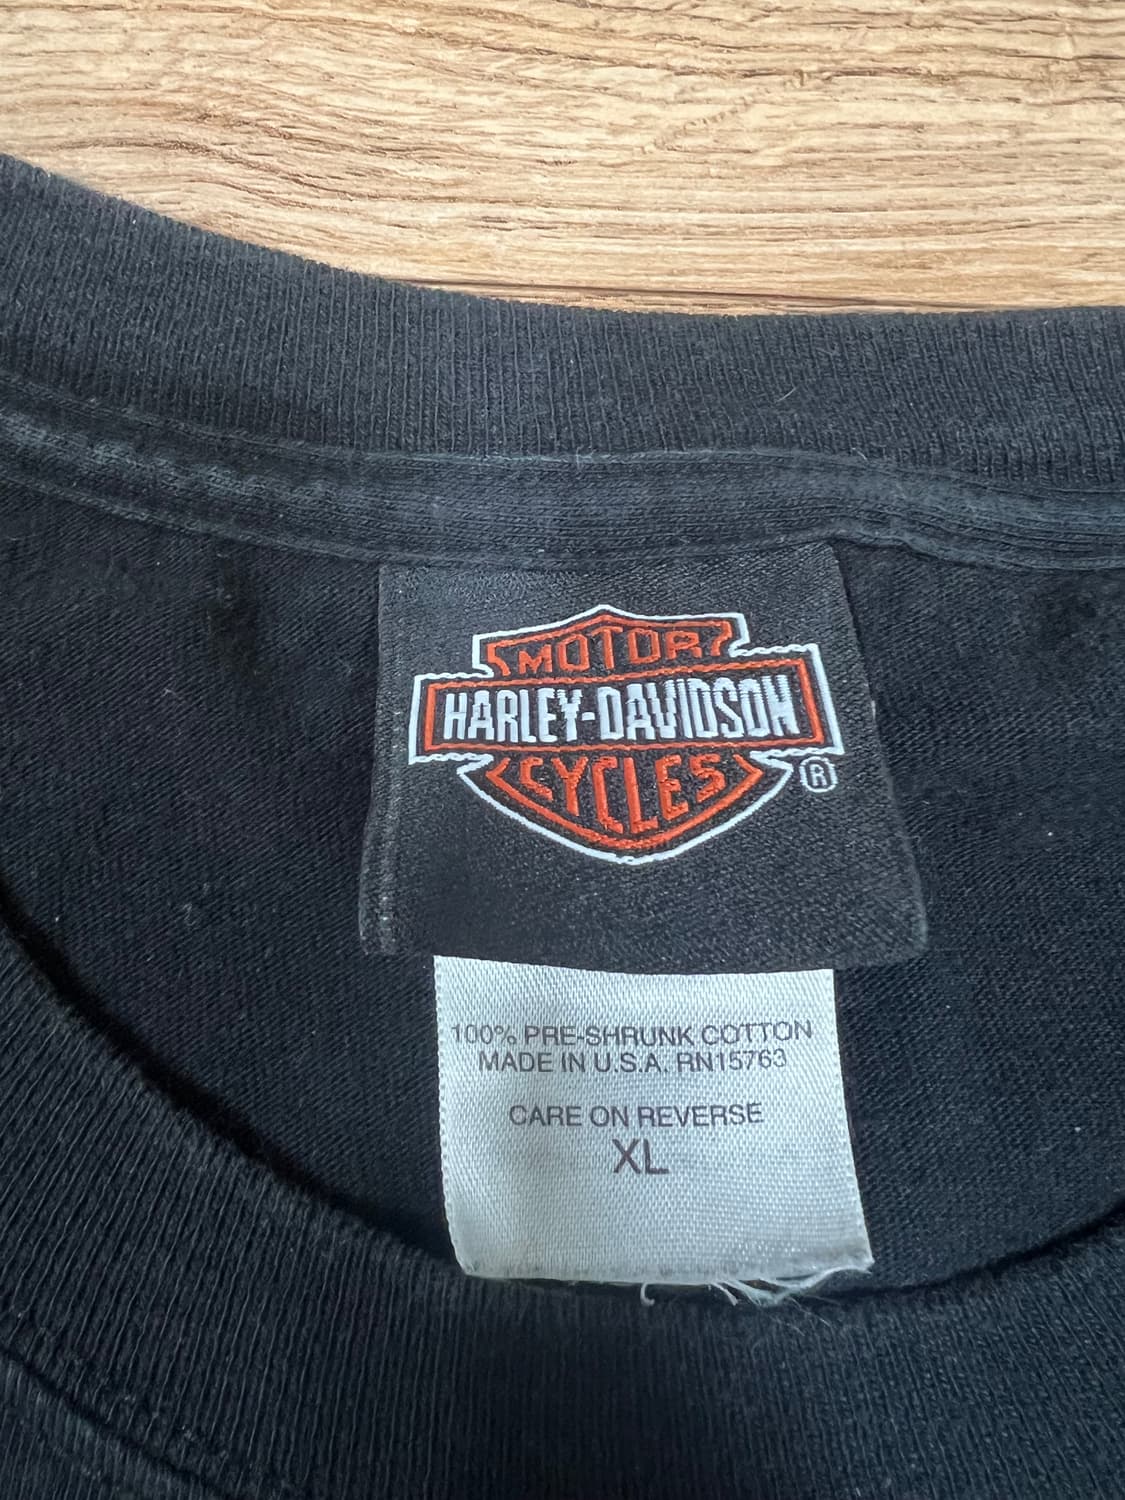 MOTOR
HARLEY-DAVIDSON
CYCLES
®
100% PRE-SHRUNK COTTON
MADE IN U.S.A. RN15763
CARE ON REVERSE
XL